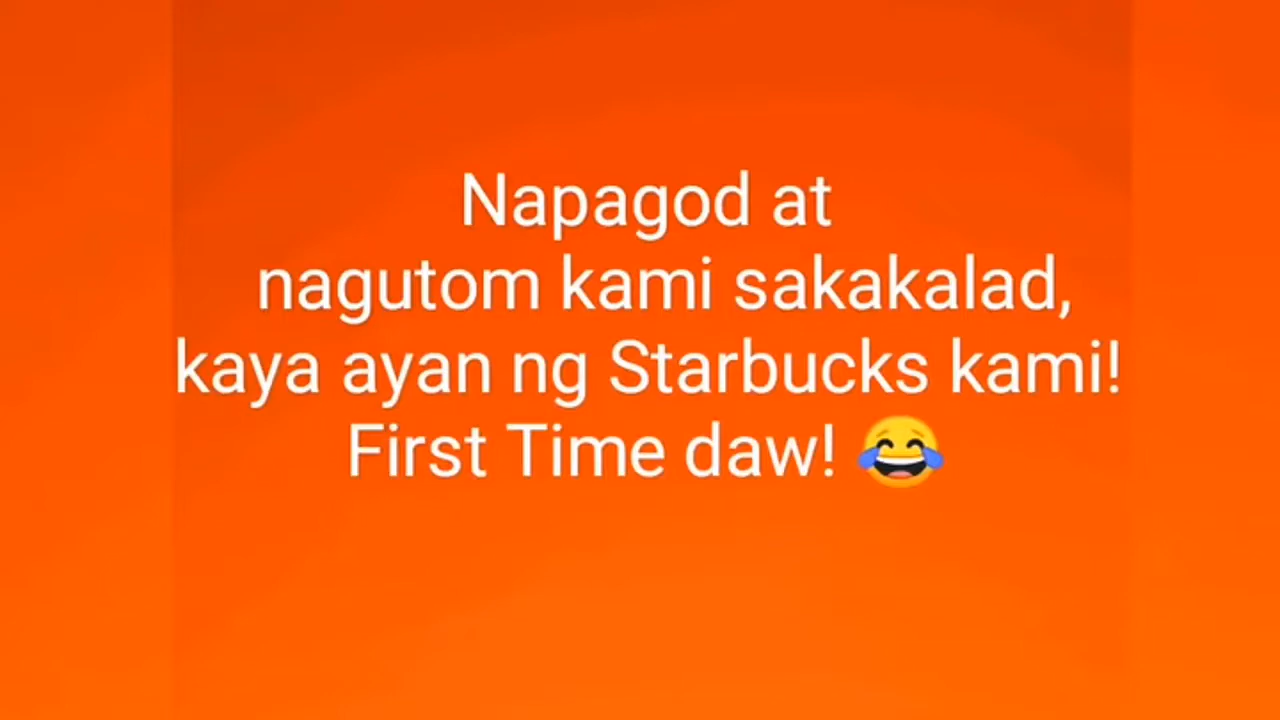 Napagod at
nagutom kami sakakalad,
kaya ayan ng Starbucks kami!
First Time daw! 😂